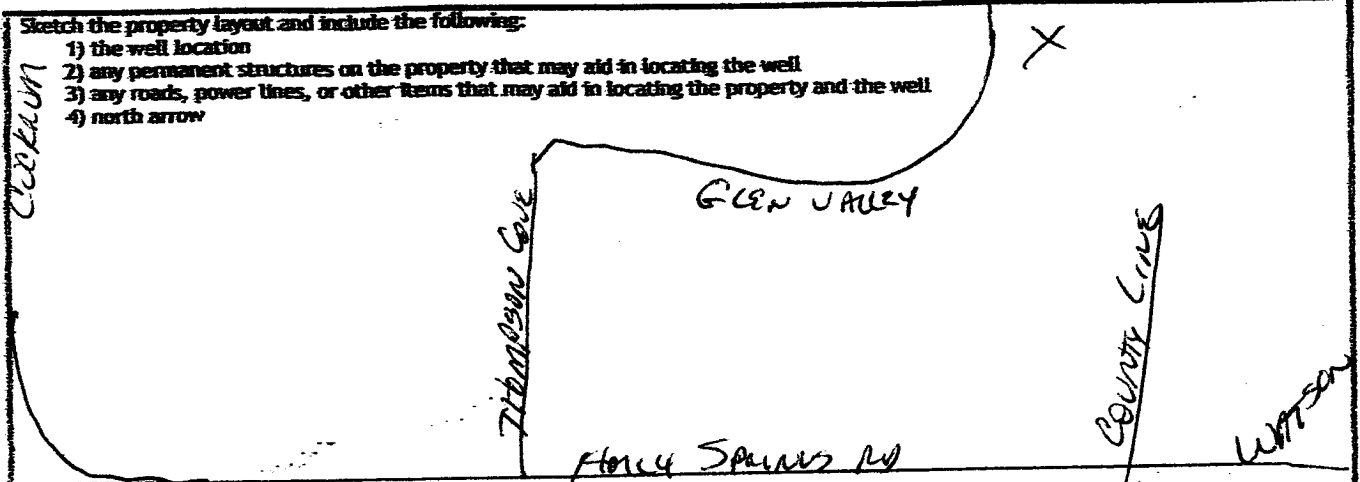 Sketch the property layout and include the following:
1) the well location
2) any permanent structures on the property that may aid in locating the well
3) any roads, power lines, or other items that may aid in locating the property and the well
4) north arrow
X
GLEN VALLEY
THOMPSON COVE
COUNTY LINE
WATSON
HOLLY SPRINGS RD